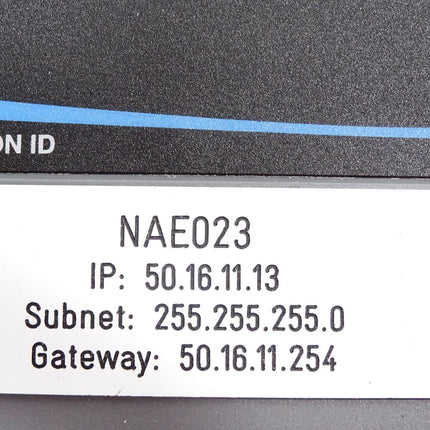 ON ID
NAE023
IP: 50.16.11.13
Subnet: 255.255.255.0
Gateway: 50.16.11.254